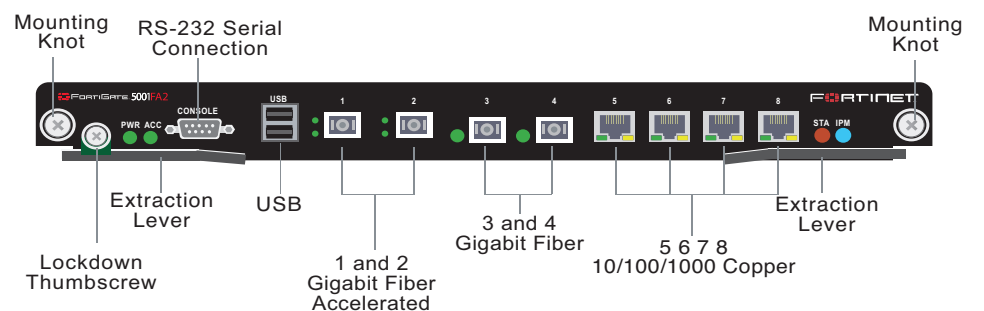 Mounting
Knot
RS-232 Serial
Connection
Mounting
Knot
FORTIGATE 5001FA2
CONSOLE
PWR ACC
USB
1
2
3
4
5
6
7
8
FORTINET
STA IPM
Extraction
Lever
USB
3 and 4
Gigabit Fiber
Extraction
Lever
5 6 7 8
10/100/1000 Copper
Lockdown
Thumbscrew
1 and 2
Gigabit Fiber
Accelerated